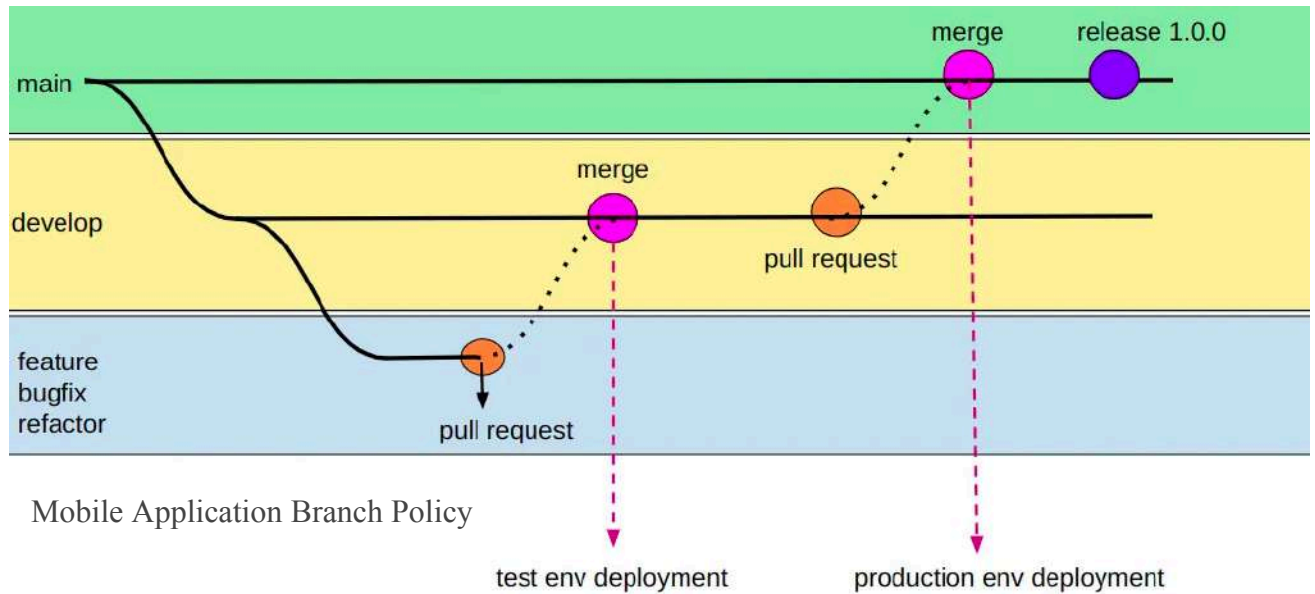 merge
release 1.0.0
main
merge
develop
pull request
feature
bugfix
refactor
pull request
Mobile Application Branch Policy
test env deployment
production env deployment